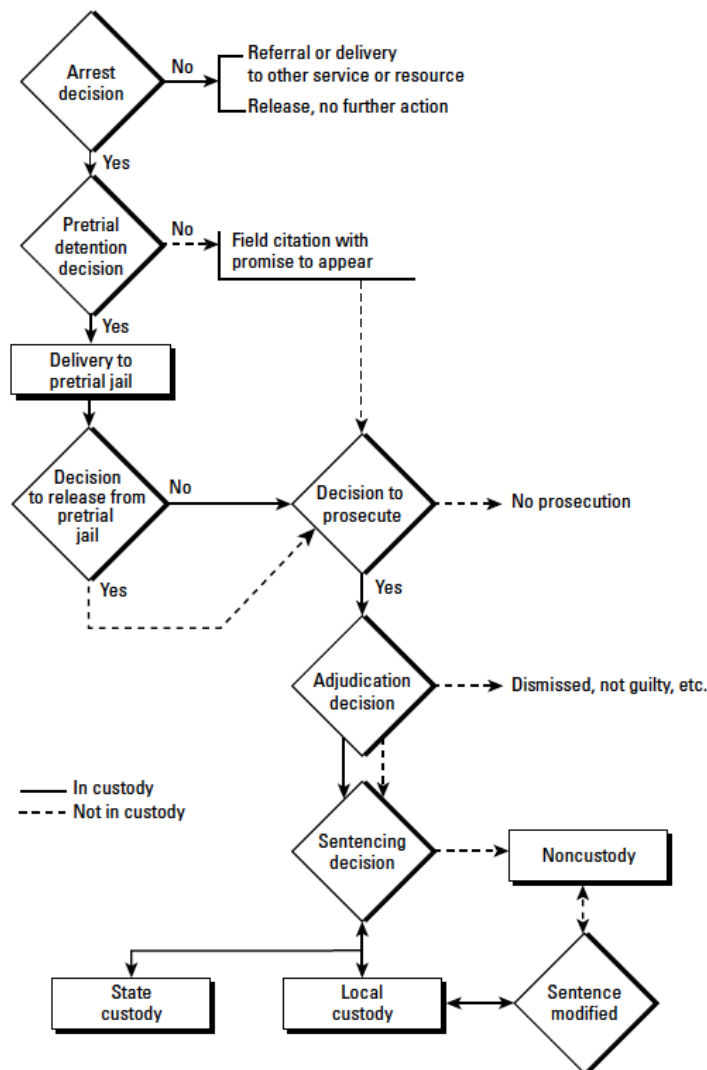 Arrest
decision
No
Referral or delivery
to other service or resource
Release, no further action
Yes
Pretrial
detention
decision
No
Field citation with
promise to appear
Yes
Delivery to
pretrial jail
Decision
to release from
pretrial
jail
No
Decision to
prosecute
No prosecution
Yes
Yes
Adjudication
decision
Dismissed, not guilty, etc.
In custody
Not in custody
Sentencing
decision
Noncustody
State
custody
Local
custody
Sentence
modified